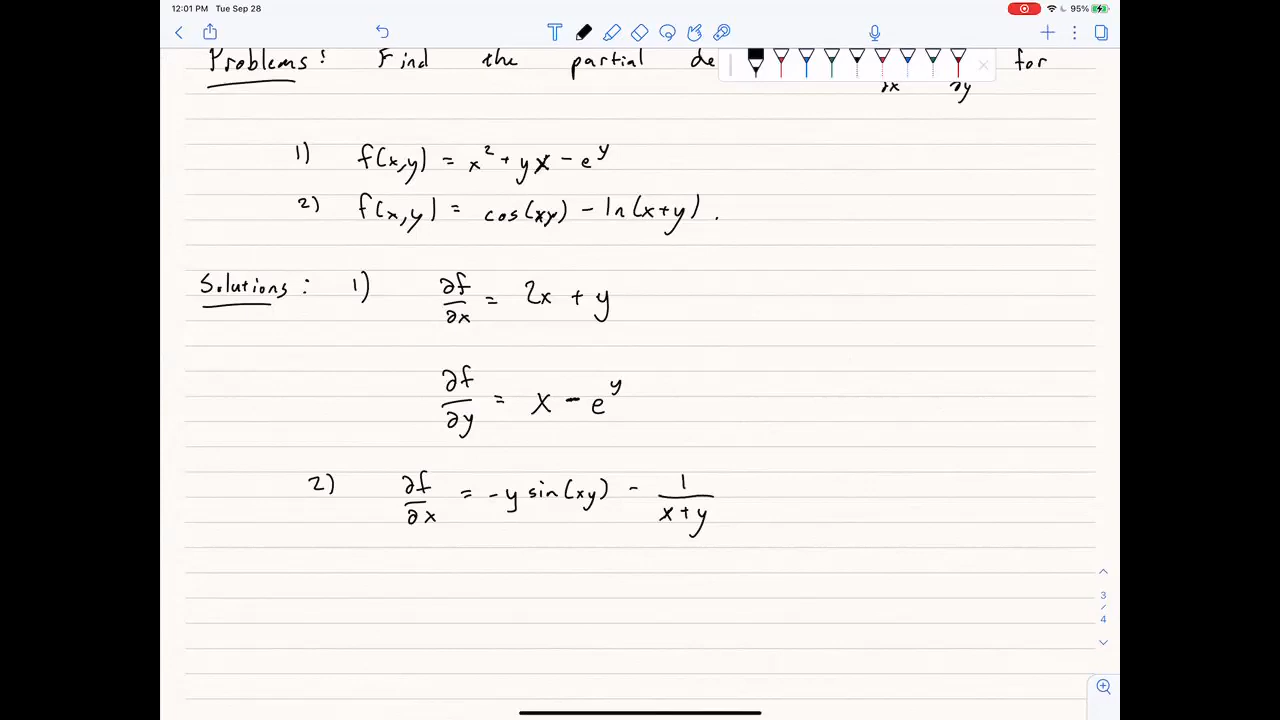 12:01 PM Tue Sep 28
95%
Problems: Find the partial de for
∂x ∂y
1) f(x,y) = x² + yx - e^y
2) f(x,y) = cos(xy) - ln(x+y).
Solutions: 1) ∂f/∂x = 2x + y
∂f/∂y = x - e^y
2) ∂f/∂x = -y sin(xy) - 1/(x+y)
3
/
4